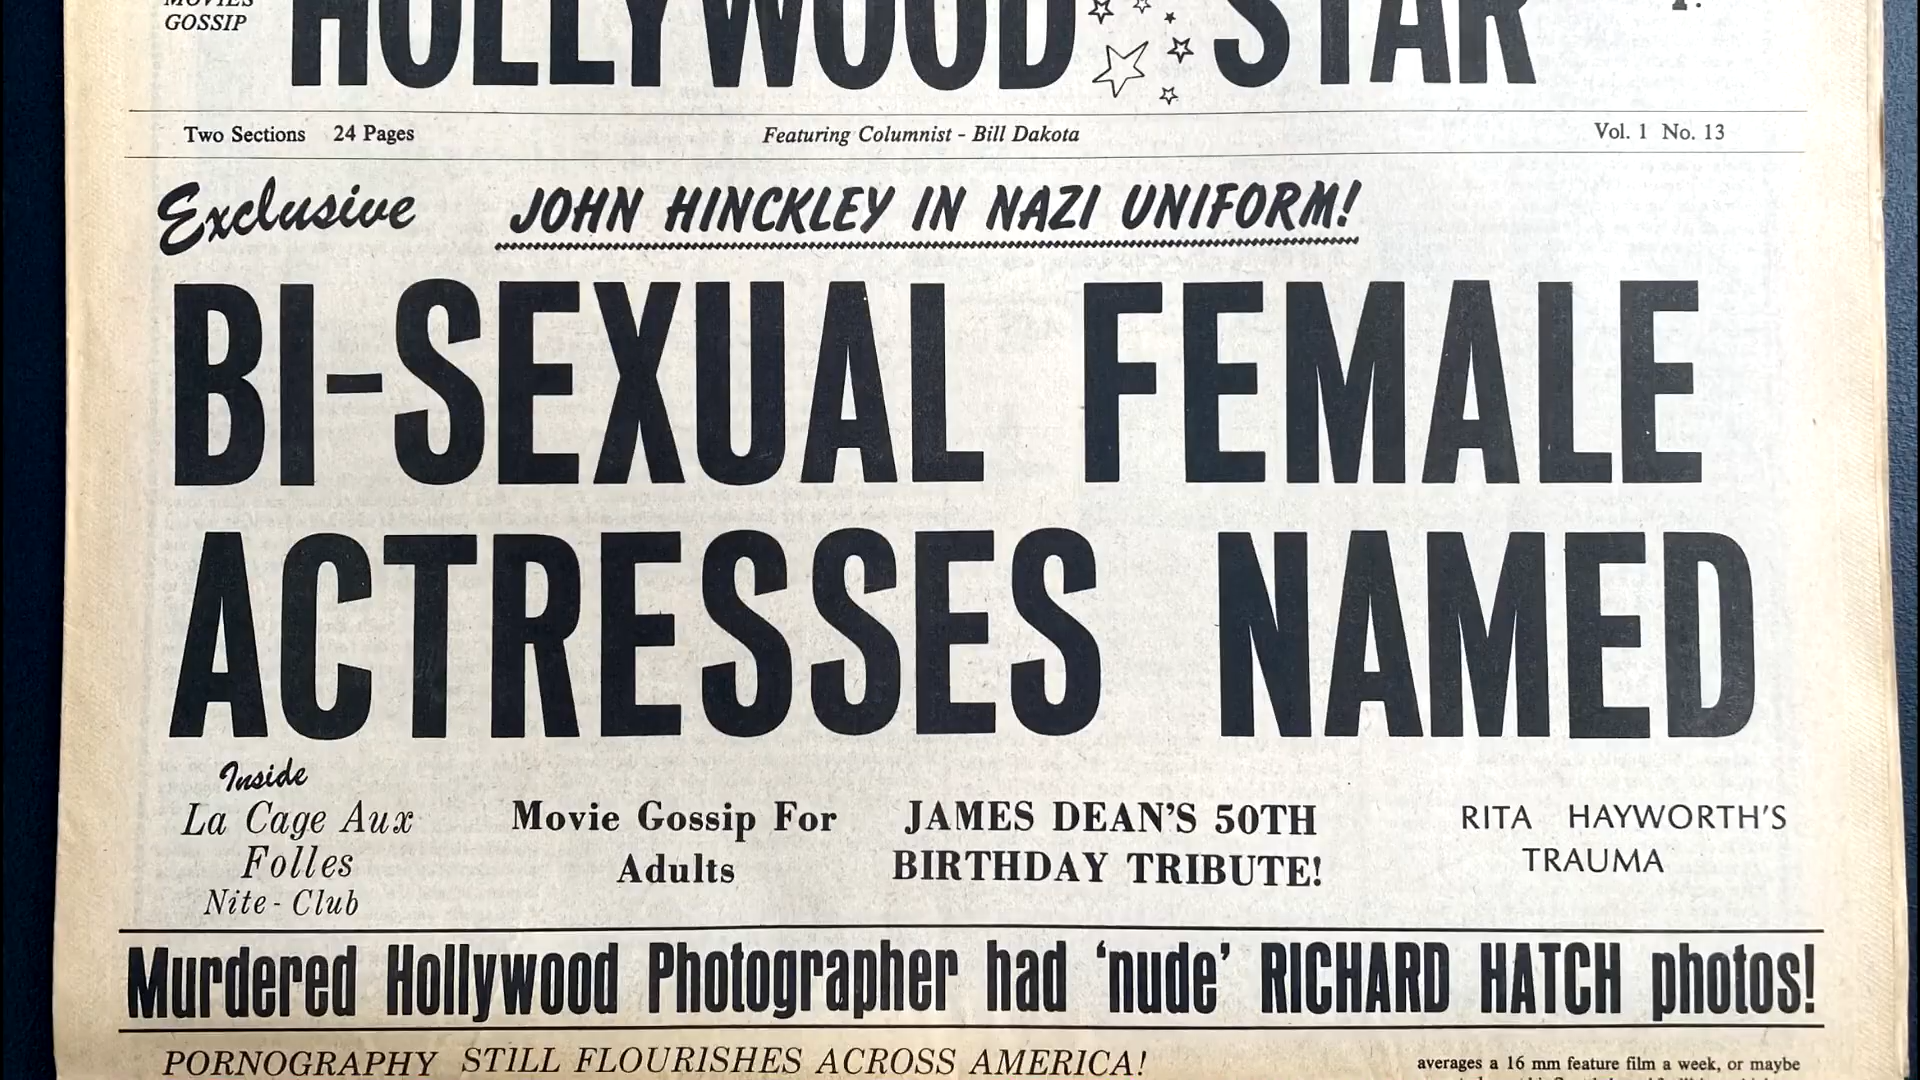 MOVIES
GOSSIP
HOLLYWOOD STAR
Two Sections 24 Pages
Featuring Columnist - Bill Dakota
Vol. 1 No. 13
Exclusive JOHN HINCKLEY IN NAZI UNIFORM!
BI-SEXUAL FEMALE
ACTRESSES NAMED
Inside
La Cage Aux
Folles
Nite - Club
Movie Gossip For
Adults
JAMES DEAN'S 50TH
BIRTHDAY TRIBUTE!
RITA HAYWORTH'S
TRAUMA
Murdered Hollywood Photographer had ‘nude’ RICHARD HATCH photos!
PORNOGRAPHY STILL FLOURISHES ACROSS AMERICA!
averages a 16 mm feature film a week, or maybe